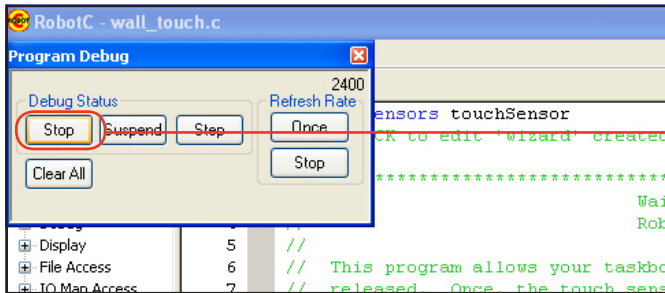 RobotC - wall_touch.c
Program Debug
2400
Debug Status
Refresh Rate
Stop
Suspend
Step
Once
Clear All
Stop
ensors touchSensor
CK to edit 'wizard' created
****************************
Wai
Rob
Display
5
//
File Access
6
// This program allows your taskbo
IO Map Access
7
// released. Once, the touch sens